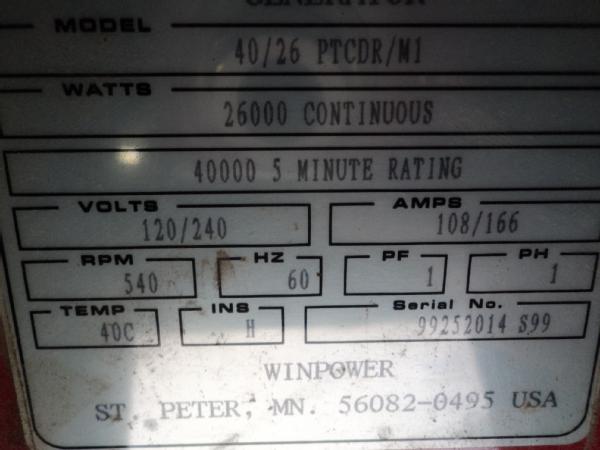 GENERATOR
MODEL
40/26 PTCDR/M1
WATTS
26000 CONTINUOUS
40000 5 MINUTE RATING
VOLTS AMPS
120/240 108/166
RPM HZ PF PH
540 60 1 1
TEMP INS Serial No.
40C H 99252014 S99
WINPOWER
ST. PETER, MN. 56082-0495 USA